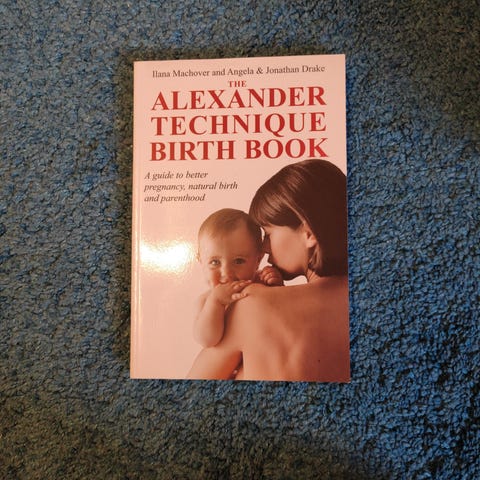 Ilana Machover and Angela & Jonathan Drake
THE
ALEXANDER
TECHNIQUE
BIRTH BOOK
A guide to better
pregnancy, natural birth
and parenthood